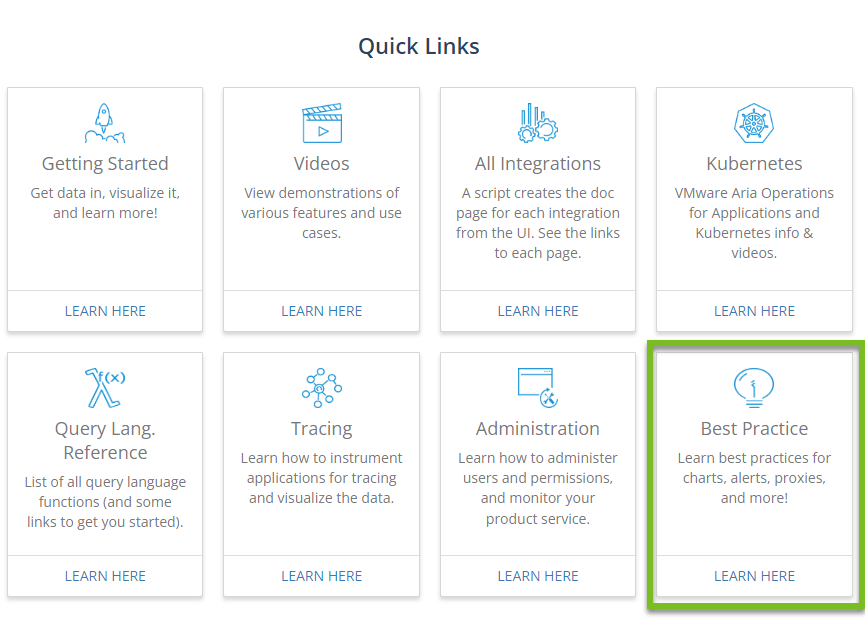 Quick Links
Getting Started
Get data in, visualize it,
and learn more!
LEARN HERE
Videos
View demonstrations of
various features and use
cases.
LEARN HERE
All Integrations
A script creates the doc
page for each integration
from the UI. See the links
to each page.
LEARN HERE
Kubernetes
VMware Aria Operations
for Applications and
Kubernetes info &
videos.
LEARN HERE
f(x)
Query Lang.
Reference
List of all query language
functions (and some
links to get you started).
LEARN HERE
Tracing
Learn how to instrument
applications for tracing
and visualize the data.
LEARN HERE
Administration
Learn how to administer
users and permissions,
and monitor your
product service.
LEARN HERE
Best Practice
Learn best practices for
charts, alerts, proxies,
and more!
LEARN HERE